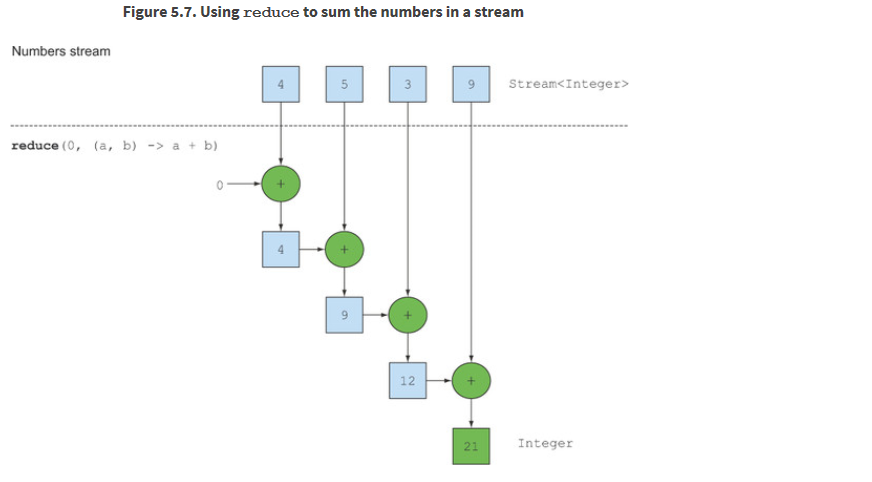 Figure 5.7. Using reduce to sum the numbers in a stream
Numbers stream
4 5 3 9 Stream<Integer>
reduce(0, (a, b) -> a + b)
0 +
4 +
9 +
12 +
21 Integer